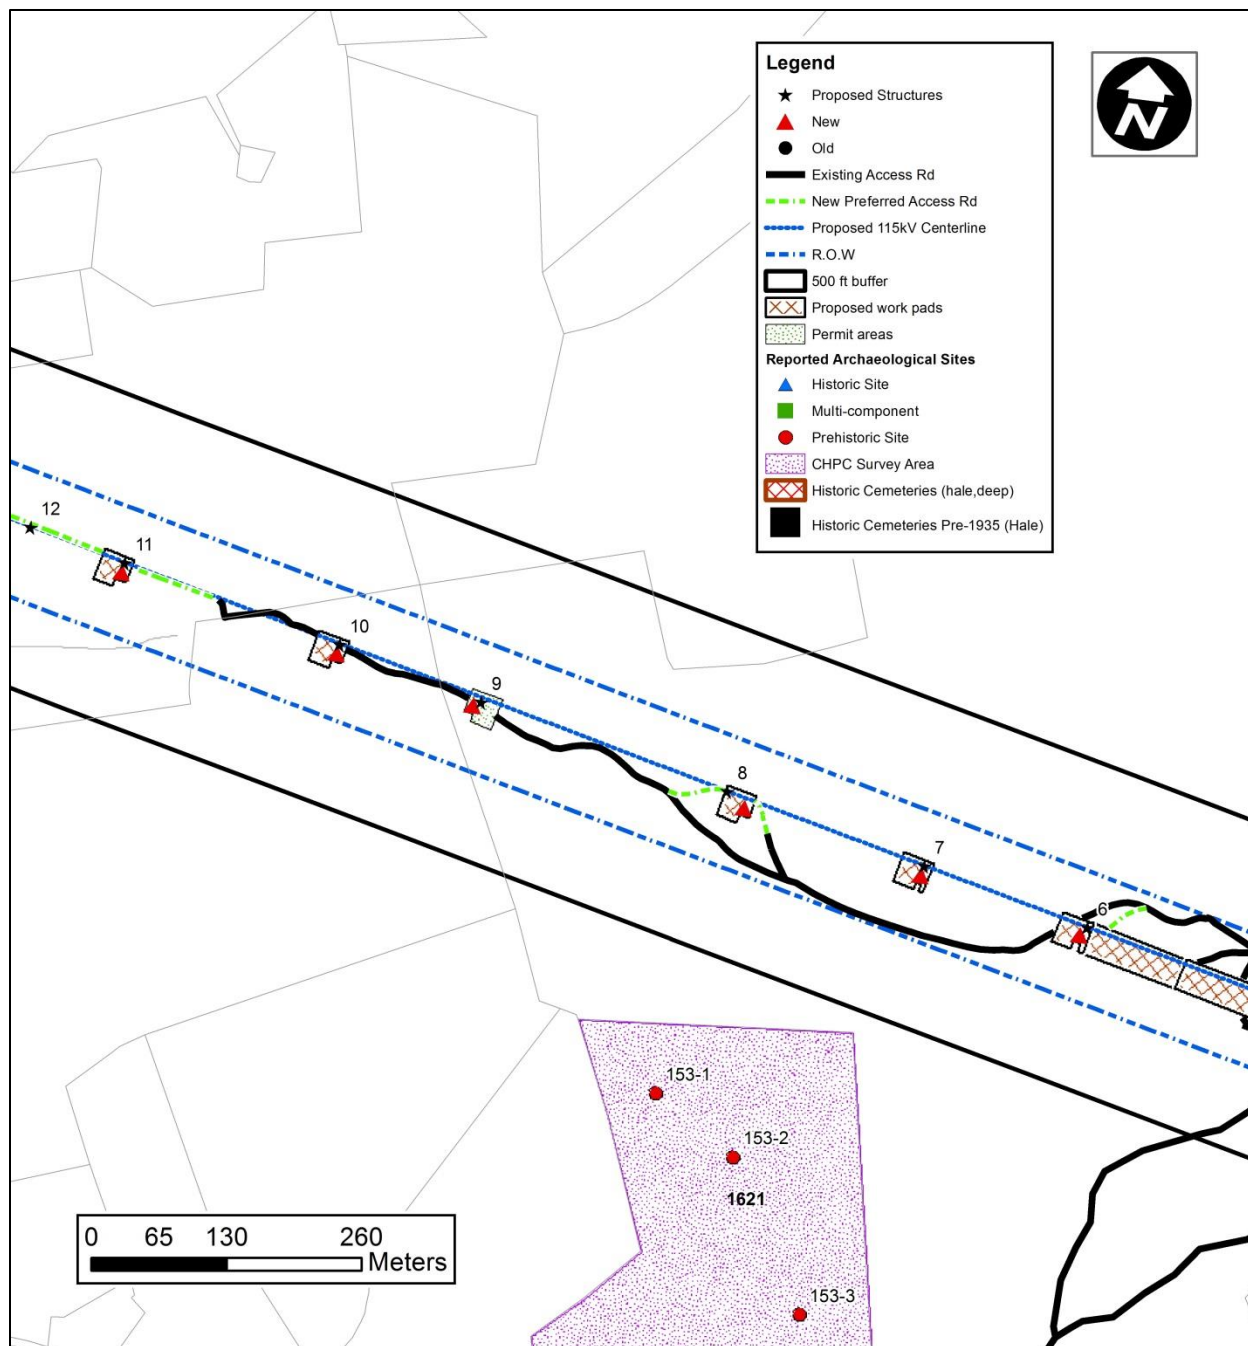 Legend
Proposed Structures
New
Old
Existing Access Rd
New Preferred Access Rd
Proposed 115kV Centerline
R.O.W
500 ft buffer
Proposed work pads
Permit areas
Reported Archaeological Sites
Historic Site
Multi-component
Prehistoric Site
CHPC Survey Area
Historic Cemeteries (hale,deep)
Historic Cemeteries Pre-1935 (Hale)
N
12
11
10
9
8
7
6
153-1
153-2
1621
153-3
0 65 130 260
Meters